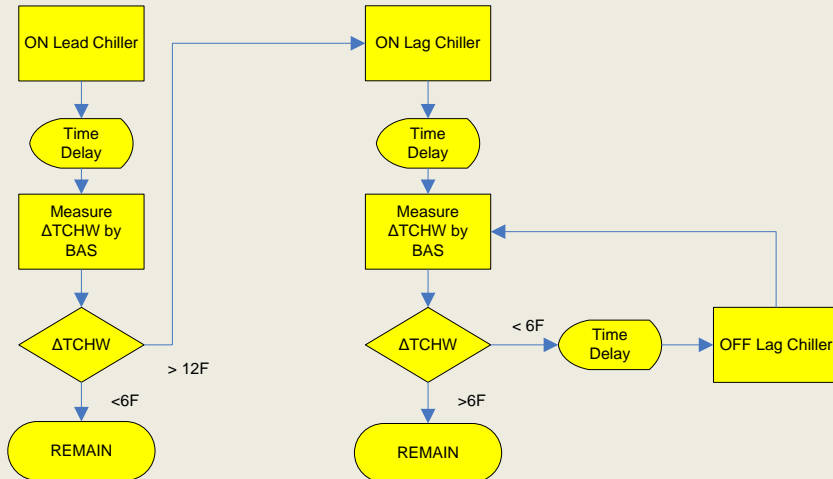 ON Lead Chiller
Time
Delay
Measure
ΔTCHW by
BAS
ΔTCHW
> 12F
<6F
REMAIN
ON Lag Chiller
Time
Delay
Measure
ΔTCHW by
BAS
ΔTCHW
< 6F
Time
Delay
OFF Lag Chiller
>6F
REMAIN